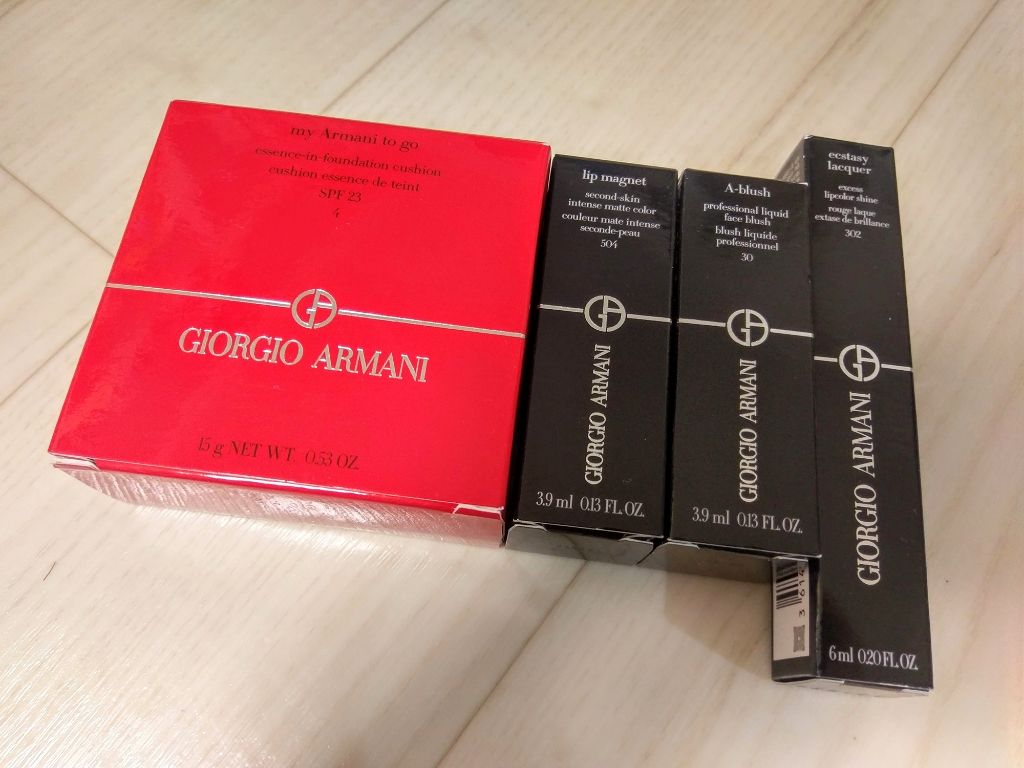 my Armani to go
essence-in-foundation cushion
cushion essence de teint
SPF 23
4
GA
GIORGIO ARMANI
15 g NET WT. 0.53 OZ.
lip magnet
second-skin
intense matte color
couleur mate intense
seconde-peau
504
GA
GIORGIO ARMANI
3.9 ml 0.13 FL. OZ.
A-blush
professional liquid
face blush
blush liquide
professionnel
30
GA
GIORGIO ARMANI
3.9 ml 0.13 FL. OZ.
ecstasy
lacquer
excess
lipcolor shine
rouge laque
extase de brillance
302
GA
GIORGIO ARMANI
6 ml 0.20 FL. OZ.